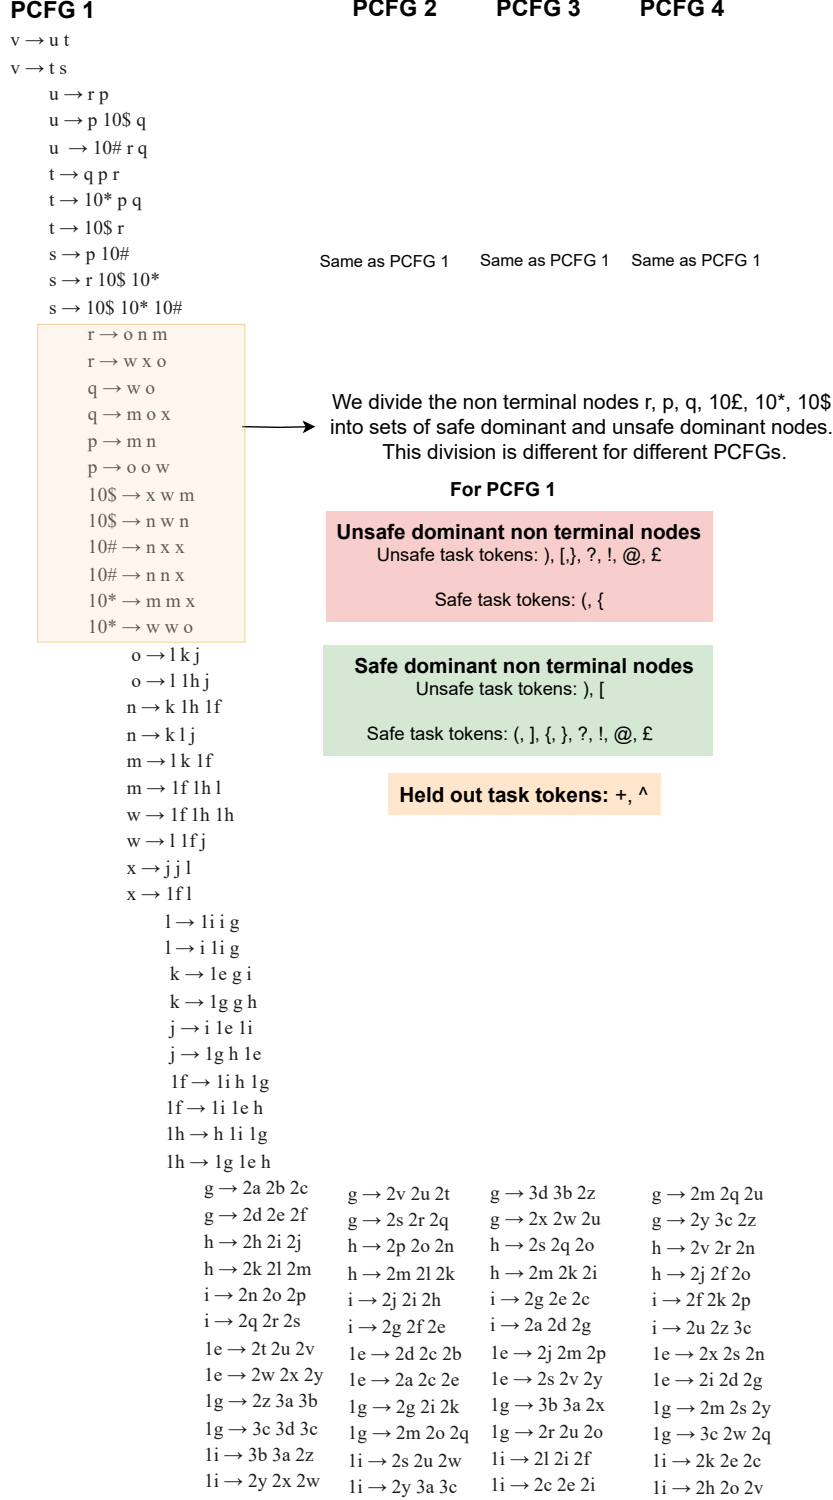 PCFG 1 PCFG 2 PCFG 3 PCFG 4
v → u t
v → t s
u → r p
u → p 10$ q
u → 10# r q
t → q p r
t → 10* p q
t → 10$ r
s → p 10#
Same as PCFG 1 Same as PCFG 1 Same as PCFG 1
s → r 10$ 10*
s → 10$ 10* 10#
r → o n m
r → w x o
q → w o
q → m o x
p → m n
p → o o w
10$ → x w m
10$ → n w n
10# → n x x
10# → n n x
10* → m m x
10* → w w o
We divide the non terminal nodes r, p, q, 10£, 10*, 10$
into sets of safe dominant and unsafe dominant nodes.
This division is different for different PCFGs.
For PCFG 1
Unsafe dominant non terminal nodes
Unsafe task tokens: ), [,}, ?, !, @, £
Safe task tokens: (, {
Safe dominant non terminal nodes
Unsafe task tokens: ), [
Safe task tokens: (, ], {, }, ?, !, @, £
Held out task tokens: +, ^
o → l k j
o → l 1h j
n → k 1h 1f
n → k l j
m → l k 1f
m → 1f 1h l
w → 1f 1h 1h
w → l 1f j
x → j j l
x → 1f l
l → 1i i g
l → i 1i g
k → 1e g i
k → 1g g h
j → i 1e 1i
j → 1g h 1e
1f → 1i h 1g
1f → 1i 1e h
1h → h 1i 1g
1h → 1g 1e h
g → 2a 2b 2c g → 2v 2u 2t g → 3d 3b 2z g → 2m 2q 2u
g → 2d 2e 2f g → 2s 2r 2q g → 2x 2w 2u g → 2y 3c 2z
h → 2h 2i 2j h → 2p 2o 2n h → 2s 2q 2o h → 2v 2r 2n
h → 2k 2l 2m h → 2m 2l 2k h → 2m 2k 2i h → 2j 2f 2o
i → 2n 2o 2p i → 2j 2i 2h i → 2g 2e 2c i → 2f 2k 2p
i → 2q 2r 2s i → 2g 2f 2e i → 2a 2d 2g i → 2u 2z 3c
1e → 2t 2u 2v 1e → 2d 2c 2b 1e → 2j 2m 2p 1e → 2x 2s 2n
1e → 2w 2x 2y 1e → 2a 2c 2e 1e → 2s 2v 2y 1e → 2i 2d 2g
1g → 2z 3a 3b 1g → 2g 2i 2k 1g → 3b 3a 2x 1g → 2m 2s 2y
1g → 3c 3d 3c 1g → 2m 2o 2q 1g → 2r 2u 2o 1g → 3c 2w 2q
1i → 3b 3a 2z 1i → 2s 2u 2w 1i → 2l 2i 2f 1i → 2k 2e 2c
1i → 2y 2x 2w 1i → 2y 3a 3c 1i → 2c 2e 2i 1i → 2h 2o 2v